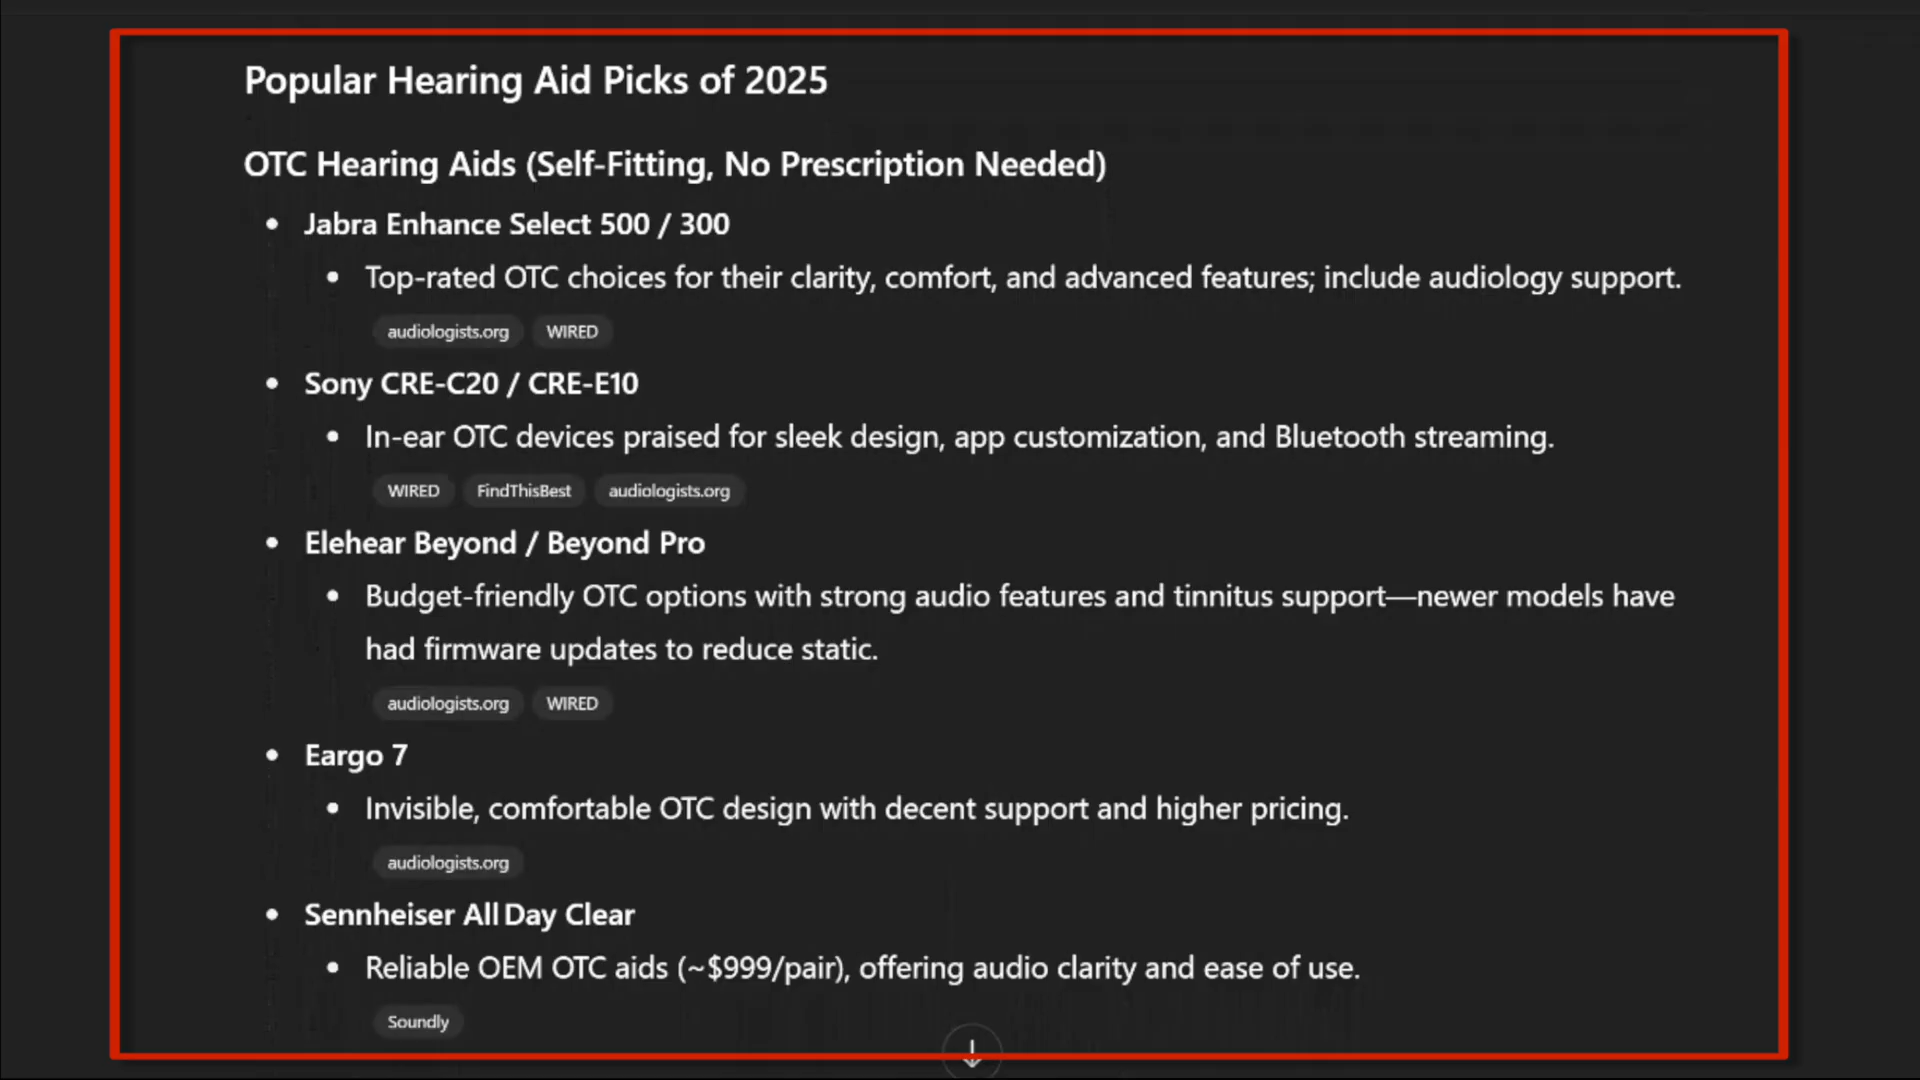 Popular Hearing Aid Picks of 2025
OTC Hearing Aids (Self-Fitting, No Prescription Needed)
• Jabra Enhance Select 500 / 300
• Top-rated OTC choices for their clarity, comfort, and advanced features; include audiology support.
audiologists.org WIRED
• Sony CRE-C20 / CRE-E10
• In-ear OTC devices praised for sleek design, app customization, and Bluetooth streaming.
WIRED FindThisBest audiologists.org
• Elehear Beyond / Beyond Pro
• Budget-friendly OTC options with strong audio features and tinnitus support—newer models have
had firmware updates to reduce static.
audiologists.org WIRED
• Eargo 7
• Invisible, comfortable OTC design with decent support and higher pricing.
audiologists.org
• Sennheiser All Day Clear
• Reliable OEM OTC aids (~$999/pair), offering audio clarity and ease of use.
Soundly